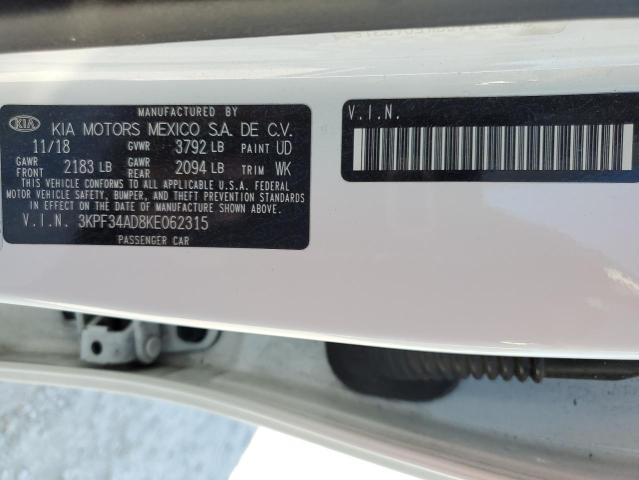 MANUFACTURED BY
KIA KIA MOTORS MEXICO S.A. DE C.V.
11/18 GVWR 3792 LB PAINT UD
GAWR FRONT 2183 LB GAWR REAR 2094 LB TRIM WK
THIS VEHICLE CONFORMS TO ALL APPLICABLE U.S.A. FEDERAL
MOTOR VEHICLE SAFETY, BUMPER, AND THEFT PREVENTION STANDARDS
IN EFFECT ON THE DATE OF MANUFACTURE SHOWN ABOVE.
V.I.N. 3KPF34AD8KE062315
PASSENGER CAR
V.I.N.